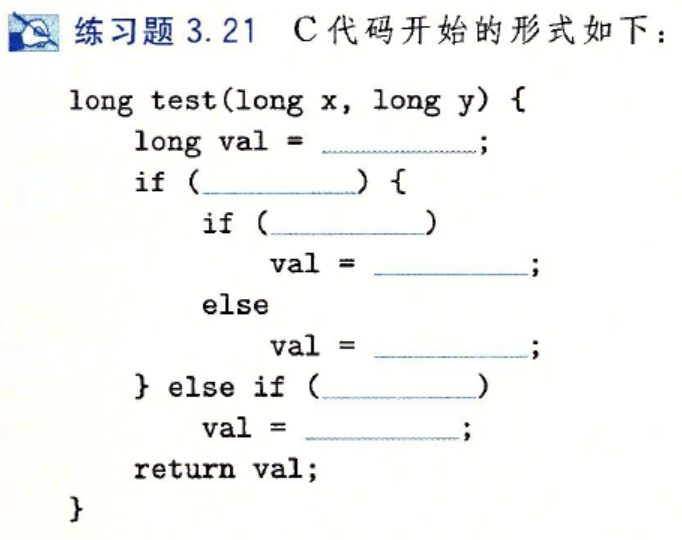 练习题 3.21 C代码开始的形式如下：
long test(long x, long y) {
long val = __________;
if (__________) {
if (__________)
val = __________;
else
val = __________;
} else if (__________)
val = __________;
return val;
}